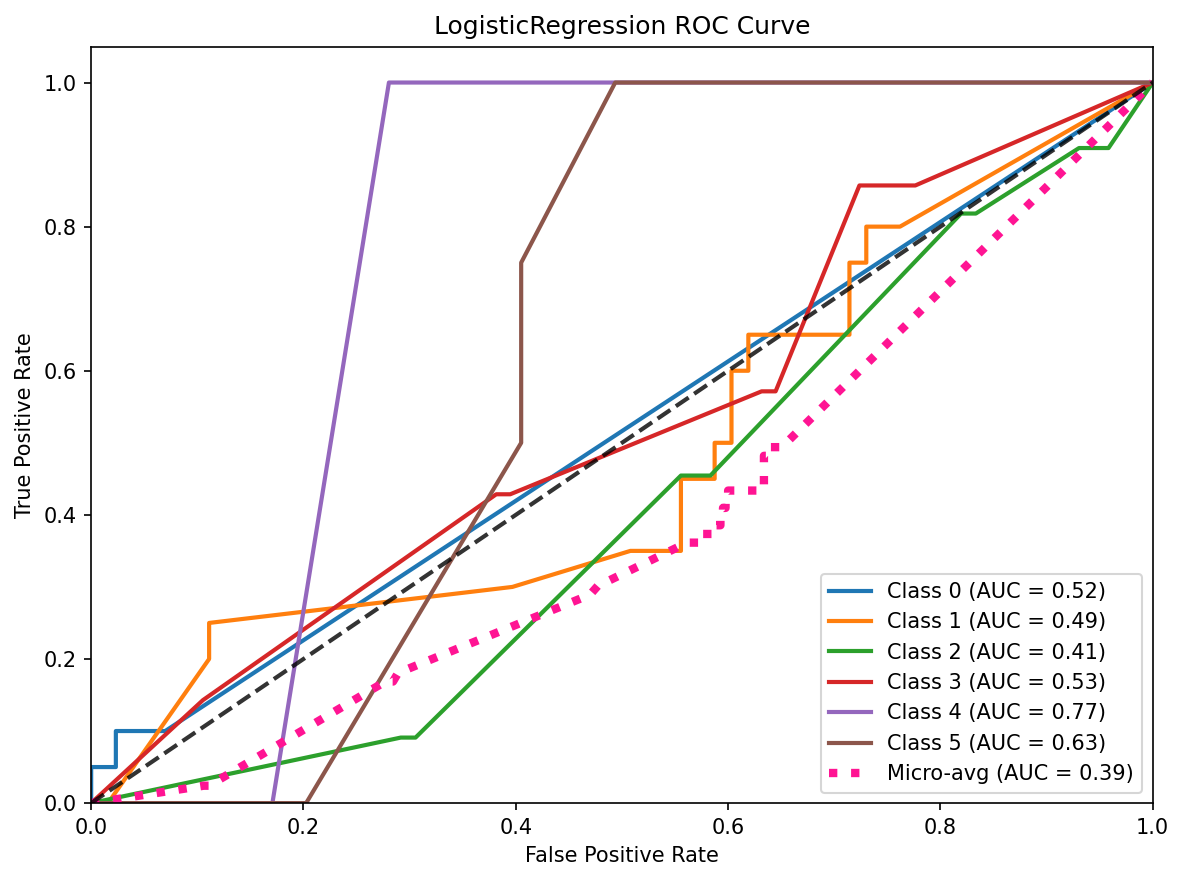 LogisticRegression ROC Curve
True Positive Rate
1.0
0.8
0.6
0.4
0.2
0.0
0.0 0.2 0.4 0.6 0.8 1.0
False Positive Rate
Class 0 (AUC = 0.52)
Class 1 (AUC = 0.49)
Class 2 (AUC = 0.41)
Class 3 (AUC = 0.53)
Class 4 (AUC = 0.77)
Class 5 (AUC = 0.63)
Micro-avg (AUC = 0.39)